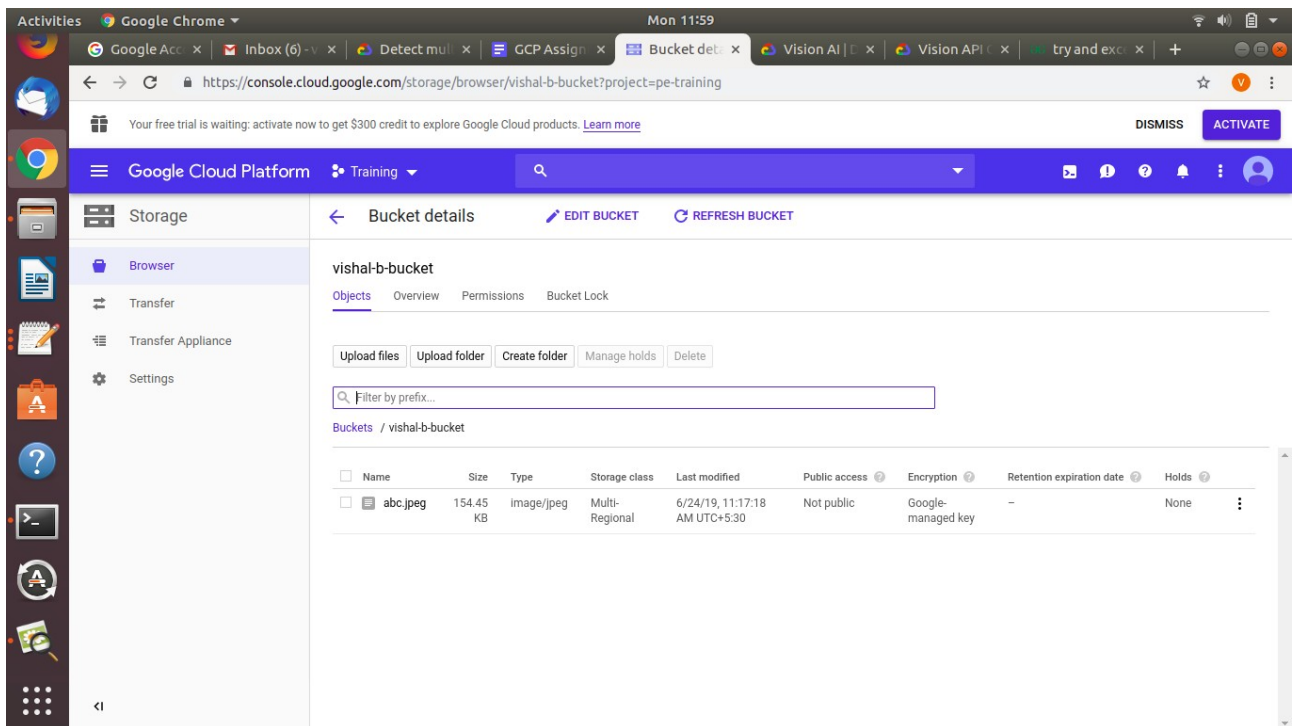 Activities Google Chrome Mon 11:59
Google Acc Inbox (6) - v Detect mul GCP Assign Bucket deta Vision AI | D Vision API C try and exce
https://console.cloud.google.com/storage/browser/vishal-b-bucket?project=pe-training V
Your free trial is waiting: activate now to get $300 credit to explore Google Cloud products. Learn more DISMISS ACTIVATE
Google Cloud Platform Training
Storage Bucket details EDIT BUCKET REFRESH BUCKET
Browser
Transfer
Transfer Appliance
Settings
vishal-b-bucket
Objects Overview Permissions Bucket Lock
Upload files Upload folder Create folder Manage holds Delete
Filter by prefix...
Buckets / vishal-b-bucket
Name Size Type Storage class Last modified Public access Encryption Retention expiration date Holds
abc.jpeg 154.45 image/jpeg Multi- 6/24/19, 11:17:18 Not public Google- – None
KB Regional AM UTC+5:30 managed key